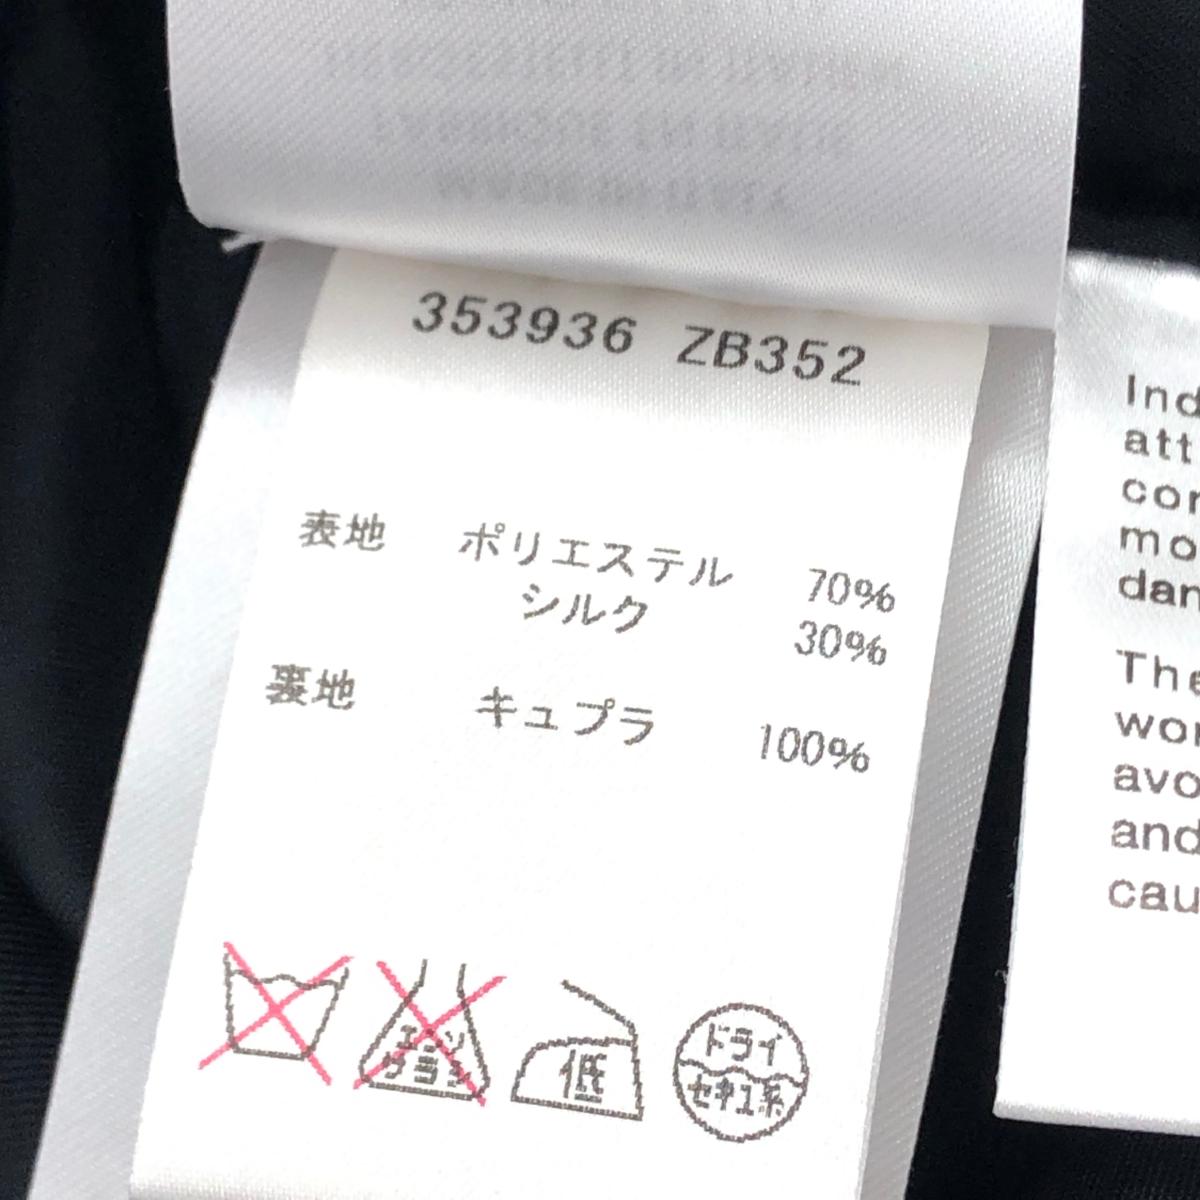 353936 ZB352
表地 ポリエステル 70%
シルク 30%
裏地 キュプラ 100%
エンソ
サラシ
低
ドライ
セキユ系
Ind
att
con
mo
dan
The
wor
avo
and
cau